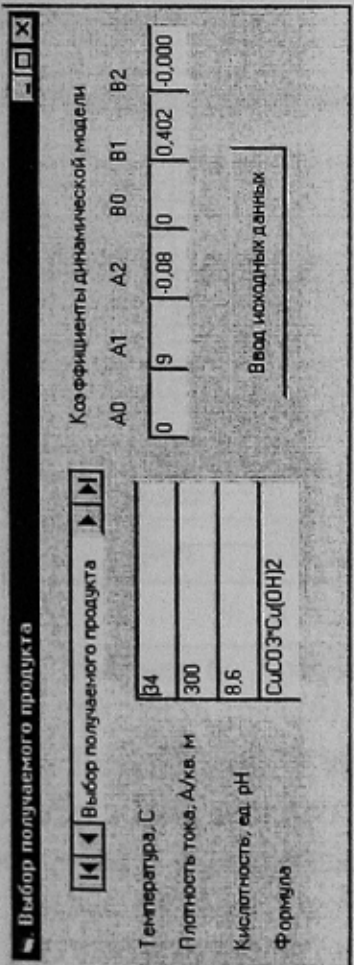 Выбор получаемого продукта
Выбор получаемого продукта
Температура, С 34
Плотность тока, А/кв. м 300
Кислотность, ед. pH 8,6
Формула CuCO3*Cu(OH)2
Коэффициенты динамической модели
A0 A1 A2 B0 B1 B2
0 9 -0,08 0 0,402 -0,000
Ввод исходных данных